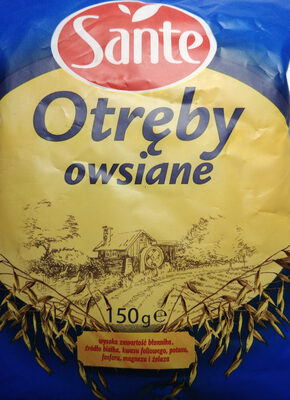 Sante
Otręby
owsiane
150g℮
wysoka zawartość błonnika,
źródło białka, kwasu foliowego, potasu,
fosforu, magnezu i żelaza